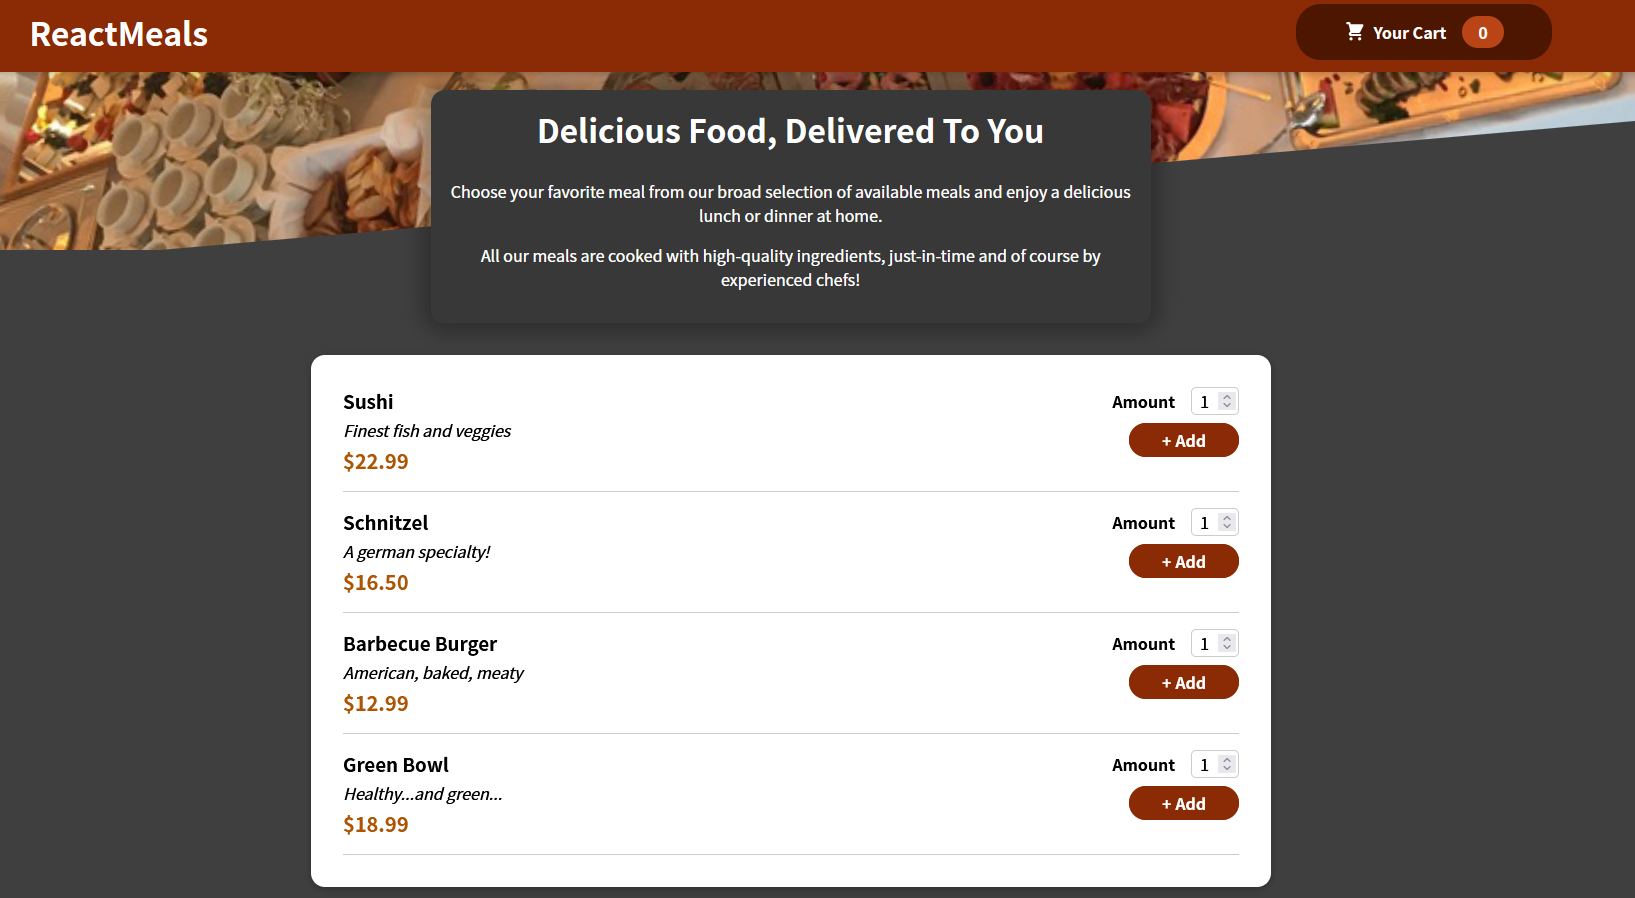 ReactMeals
Your Cart 0
Delicious Food, Delivered To You
Choose your favorite meal from our broad selection of available meals and enjoy a delicious
lunch or dinner at home.
All our meals are cooked with high-quality ingredients, just-in-time and of course by
experienced chefs!
Sushi
Finest fish and veggies
$22.99
Amount 1
+ Add
Schnitzel
A german specialty!
$16.50
Amount 1
+ Add
Barbecue Burger
American, baked, meaty
$12.99
Amount 1
+ Add
Green Bowl
Healthy...and green...
$18.99
Amount 1
+ Add